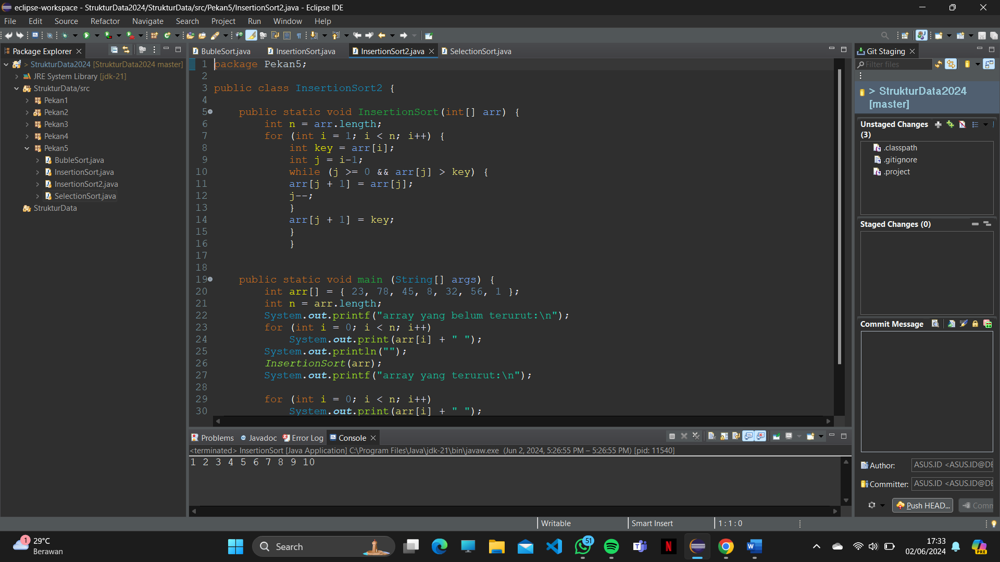 eclipse-workspace - StrukturData2024/StrukturData/src/Pekan5/InsertionSort2.java - Eclipse IDE
File Edit Source Refactor Navigate Search Project Run Window Help
Package Explorer
> StrukturData2024 [StrukturData2024 master]
JRE System Library [jdk-21]
StrukturData/src
Pekan1
Pekan2
Pekan3
Pekan4
Pekan5
BubleSort.java
InsertionSort.java
InsertionSort2.java
SelectionSort.java
StrukturData
BubleSort.java InsertionSort.java InsertionSort2.java SelectionSort.java
1 package Pekan5;
2
3 public class InsertionSort2 {
4
5 public static void InsertionSort(int[] arr) {
6 int n = arr.length;
7 for (int i = 1; i < n; i++) {
8 int key = arr[i];
9 int j = i-1;
10 while (j >= 0 && arr[j] > key) {
11 arr[j + 1] = arr[j];
12 j--;
13 }
14 arr[j + 1] = key;
15 }
16 }
17
18
19 public static void main (String[] args) {
20 int arr[] = { 23, 78, 45, 8, 32, 56, 1 };
21 int n = arr.length;
22 System.out.printf("array yang belum terurut:\n");
23 for (int i = 0; i < n; i++)
24 System.out.print(arr[i] + " ");
25 System.out.println("");
26 InsertionSort(arr);
27 System.out.printf("array yang terurut:\n");
28
29 for (int i = 0; i < n; i++)
30 System.out.print(arr[i] + " ");
Problems Javadoc Error Log Console
<terminated> InsertionSort [Java Application] C:\Program Files\Java\jdk-21\bin\javaw.exe (Jun 2, 2024, 5:26:55 PM – 5:26:55 PM) [pid: 11540]
1 2 3 4 5 6 7 8 9 10
Git Staging
Filter files
> StrukturData2024
[master]
Unstaged Changes
(3)
.classpath
.gitignore
.project
Staged Changes (0)
Commit Message
Author: ASUS.ID <ASUS.ID@DE
Committer: ASUS.ID <ASUS.ID@DE
Push HEAD... Comm
Writable Smart Insert 1 : 1 : 0
1
29°C
Berawan
Search
51
17:33
02/06/2024
PRE